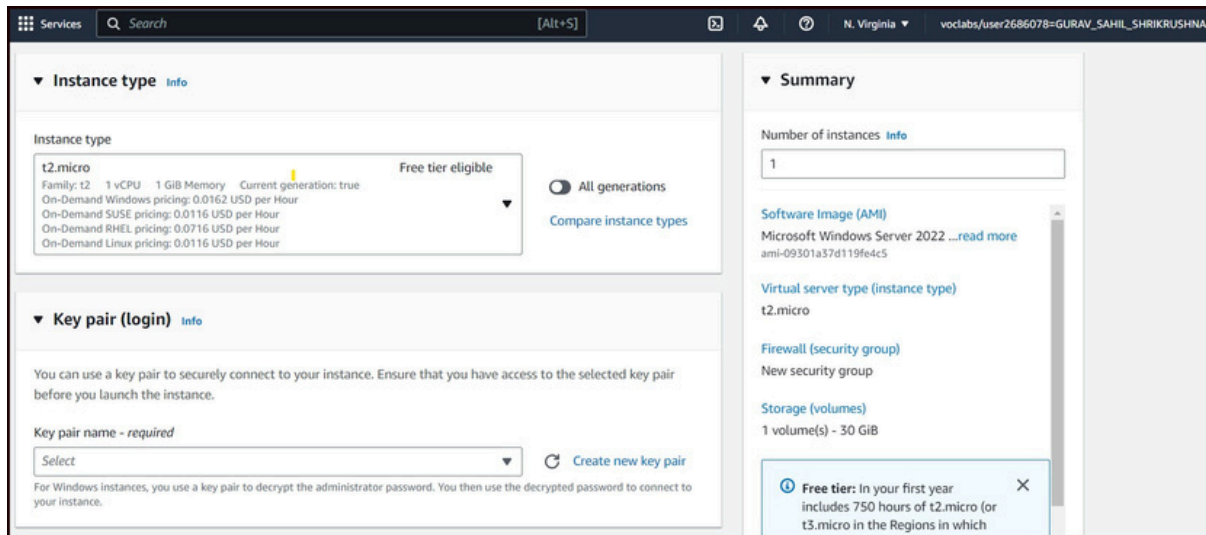 Services
Search
[Alt+S]
N. Virginia
voclabs/user2686078=GURAV_SAHIL_SHRIKRUSHNA
Instance type Info
Instance type
t2.micro Free tier eligible
Family: t2 1 vCPU 1 GiB Memory Current generation: true
On-Demand Windows pricing: 0.0162 USD per Hour
On-Demand SUSE pricing: 0.0116 USD per Hour
On-Demand RHEL pricing: 0.0716 USD per Hour
On-Demand Linux pricing: 0.0116 USD per Hour
All generations
Compare instance types
Key pair (login) Info
You can use a key pair to securely connect to your instance. Ensure that you have access to the selected key pair
before you launch the instance.
Key pair name - required
Select
Create new key pair
For Windows instances, you use a key pair to decrypt the administrator password. You then use the decrypted password to connect to
your instance.
Summary
Number of instances Info
1
Software Image (AMI)
Microsoft Windows Server 2022 ...read more
ami-09301a37d119fe4c5
Virtual server type (instance type)
t2.micro
Firewall (security group)
New security group
Storage (volumes)
1 volume(s) - 30 GiB
Free tier: In your first year
includes 750 hours of t2.micro (or
t3.micro in the Regions in which